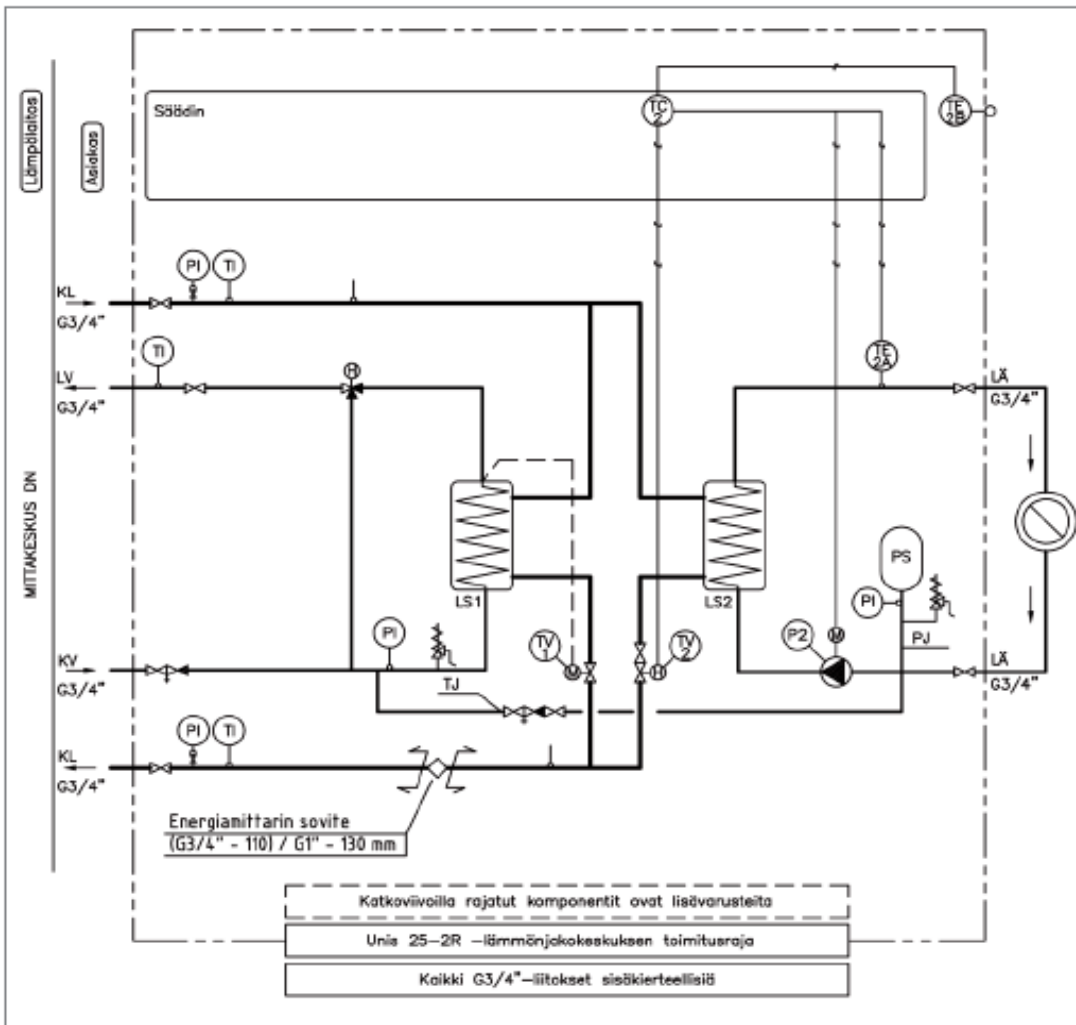 Säädin
TC
2
TE
2B
Lämpölaitos
Asiakas
PI
TI
KL
G3/4"
TI
H
TE
2A
LV
G3/4"
LÄ
G3/4"
MITTAKESKUS DN
LS1
LS2
PS
PI
PI
TV
1
M
TV
2
H
P2
M
PJ
KV
G3/4"
TJ
LÄ
G3/4"
PI
TI
KL
G3/4"
Energiamittarin sovite
(G3/4" - 110) / G1" - 130 mm
Katkoviivoilla rajatut komponentit ovat lisävarusteita
Unis 25-2R -lämmönjakokeskuksen toimitusraja
Kaikki G3/4"-liitokset sisäkierteellisiä